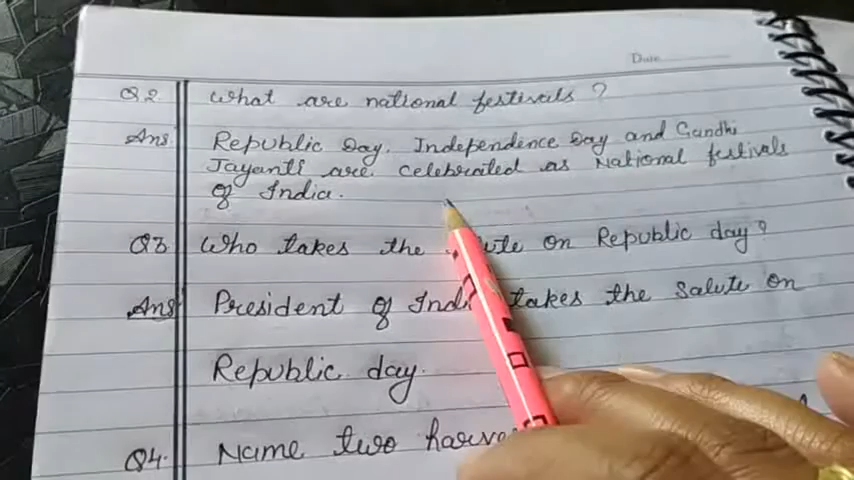 Date
Q2 What are national festivals ?
Ans Republic Day. Independence Day and Gandhi
Jayanti are celebrated as National festivals
of India.
Q3 Who takes the on Republic day?
Ans President of takes the Salute on
Republic day.
Q4. Name two